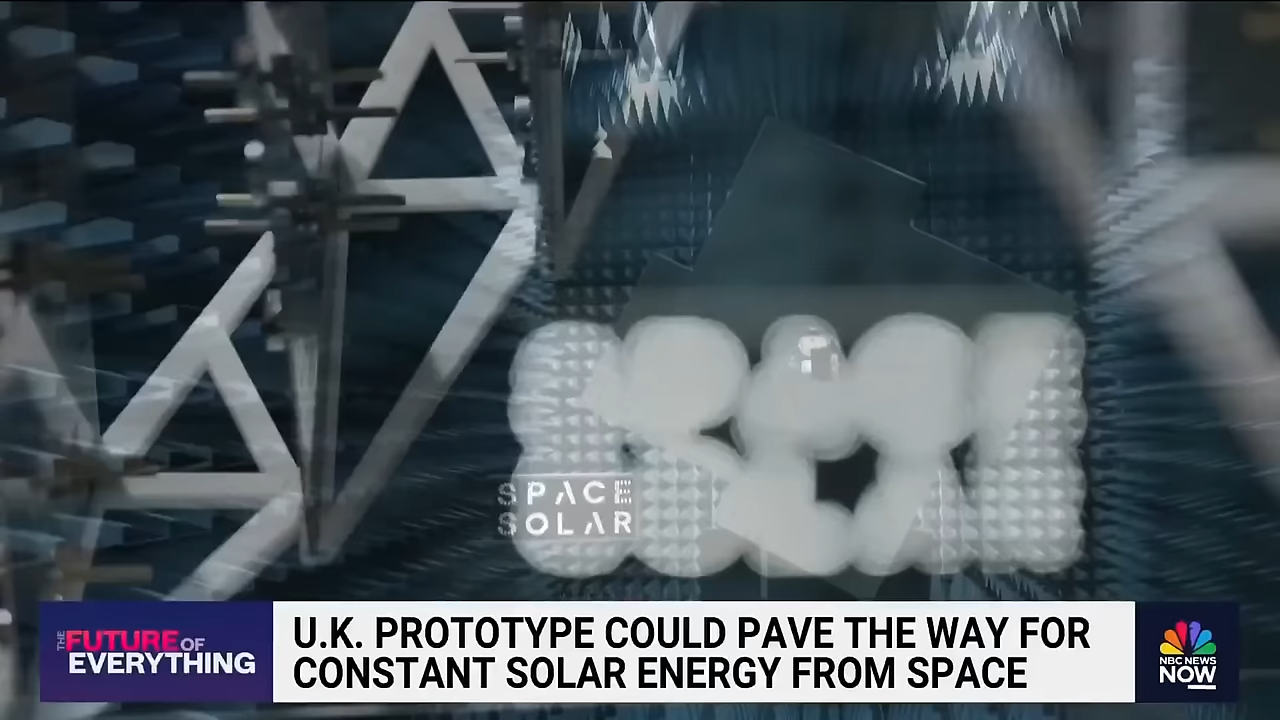 SPACE
SOLAR
THE FUTURE OF
EVERYTHING
U.K. PROTOTYPE COULD PAVE THE WAY FOR
CONSTANT SOLAR ENERGY FROM SPACE
NBC NEWS
NOW